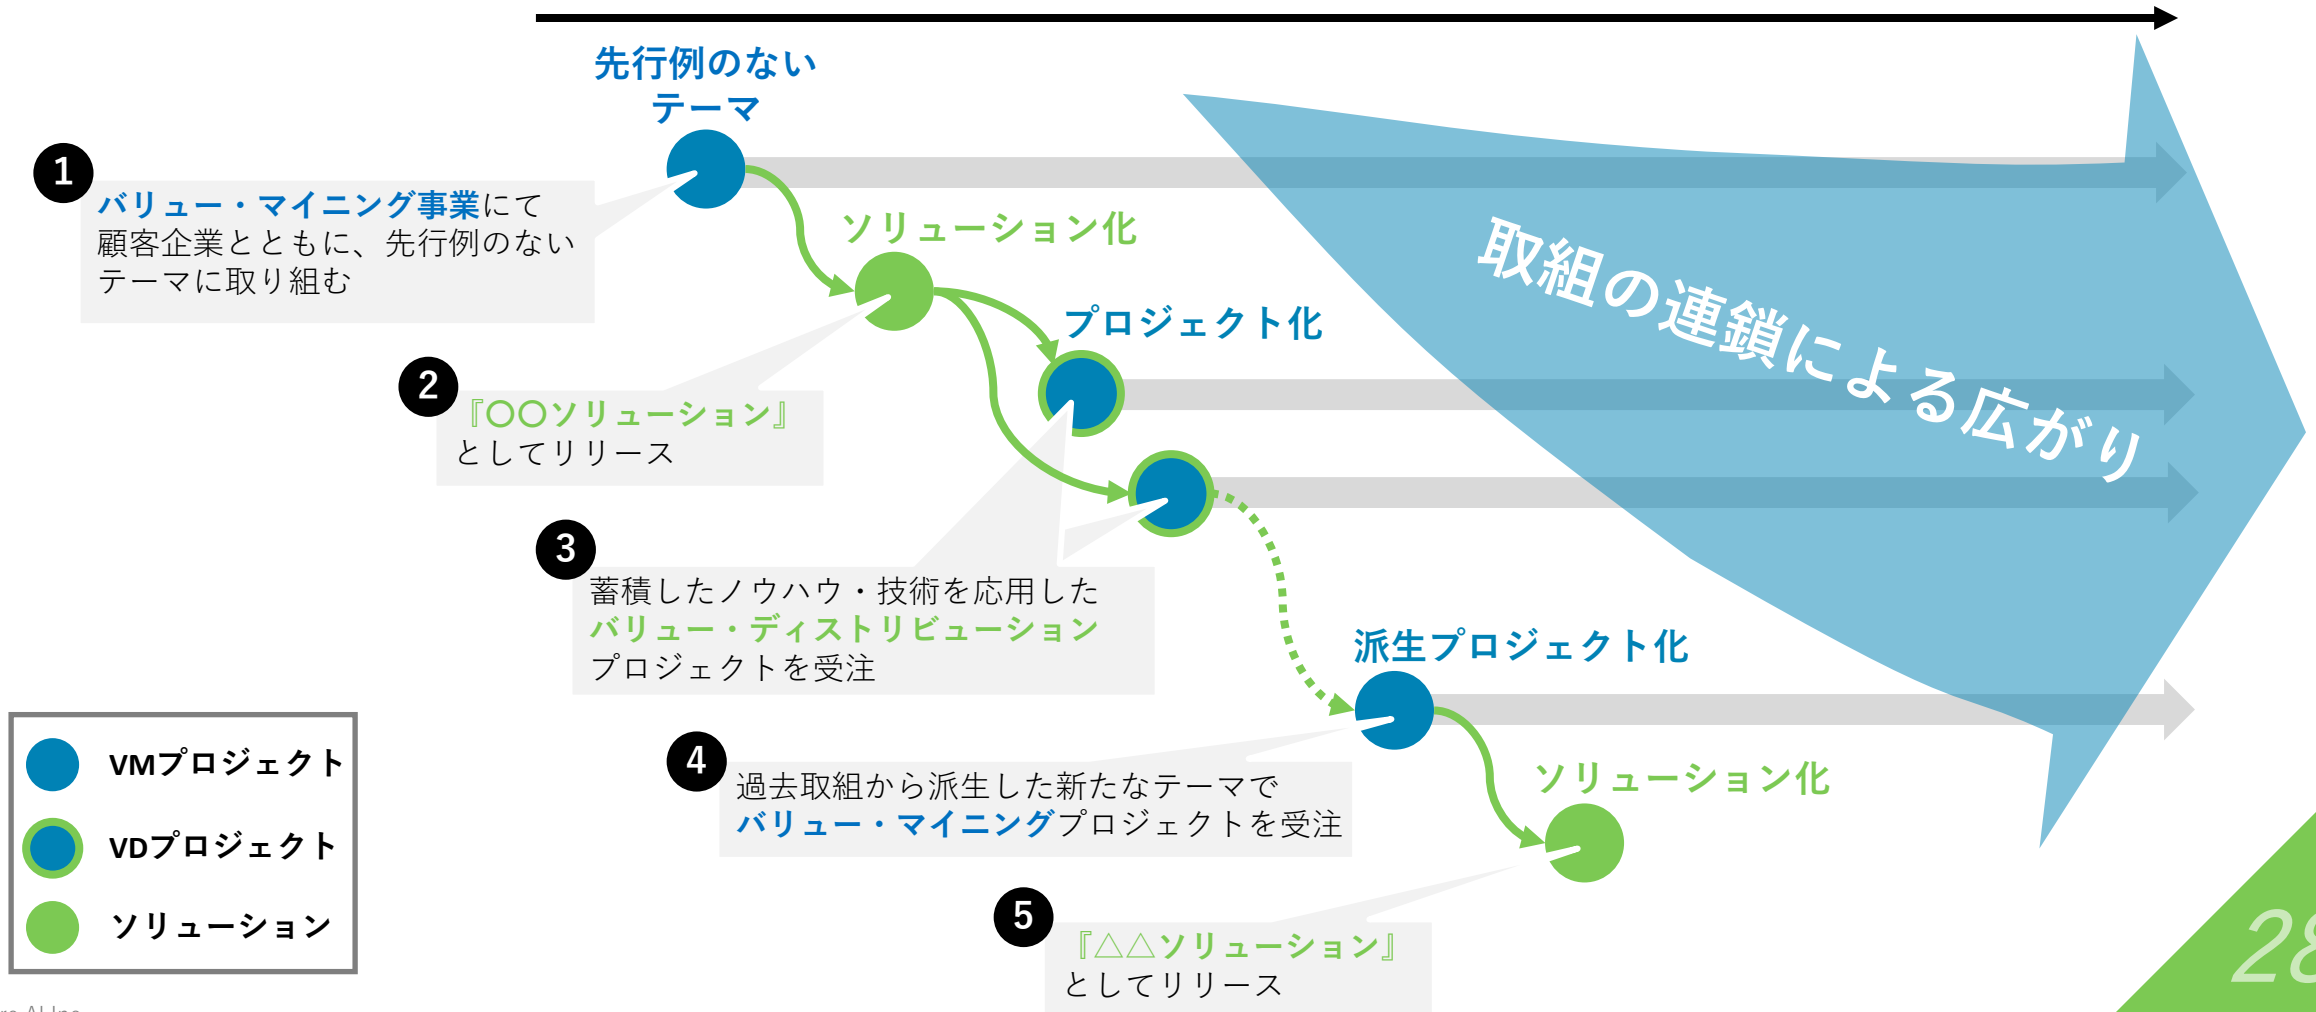 先行例のない
テーマ
1
バリュー・マイニング事業にて
顧客企業とともに、先行例のない
テーマに取り組む
ソリューション化
2
『〇〇ソリューション』
としてリリース
プロジェクト化
取組の連鎖による広がり
3
蓄積したノウハウ・技術を応用した
バリュー・ディストリビューション
プロジェクトを受注
派生プロジェクト化
4
過去取組から派生した新たなテーマで
バリュー・マイニングプロジェクトを受注
ソリューション化
5
『△△ソリューション』
としてリリース
VMプロジェクト
VDプロジェクト
ソリューション
28